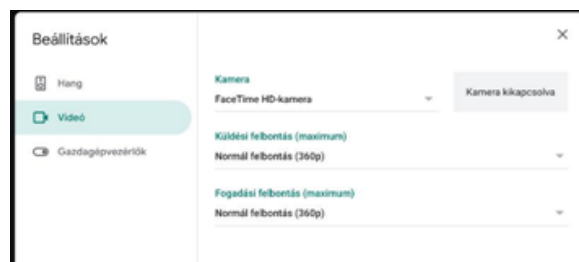 Beállítások
Hang
Videó
Gazdagépvezérlők
Kamera
FaceTime HD-kamera
Kamera kikapcsolva
Küldési felbontás (maximum)
Normál felbontás (360p)
Fogadási felbontás (maximum)
Normál felbontás (360p)